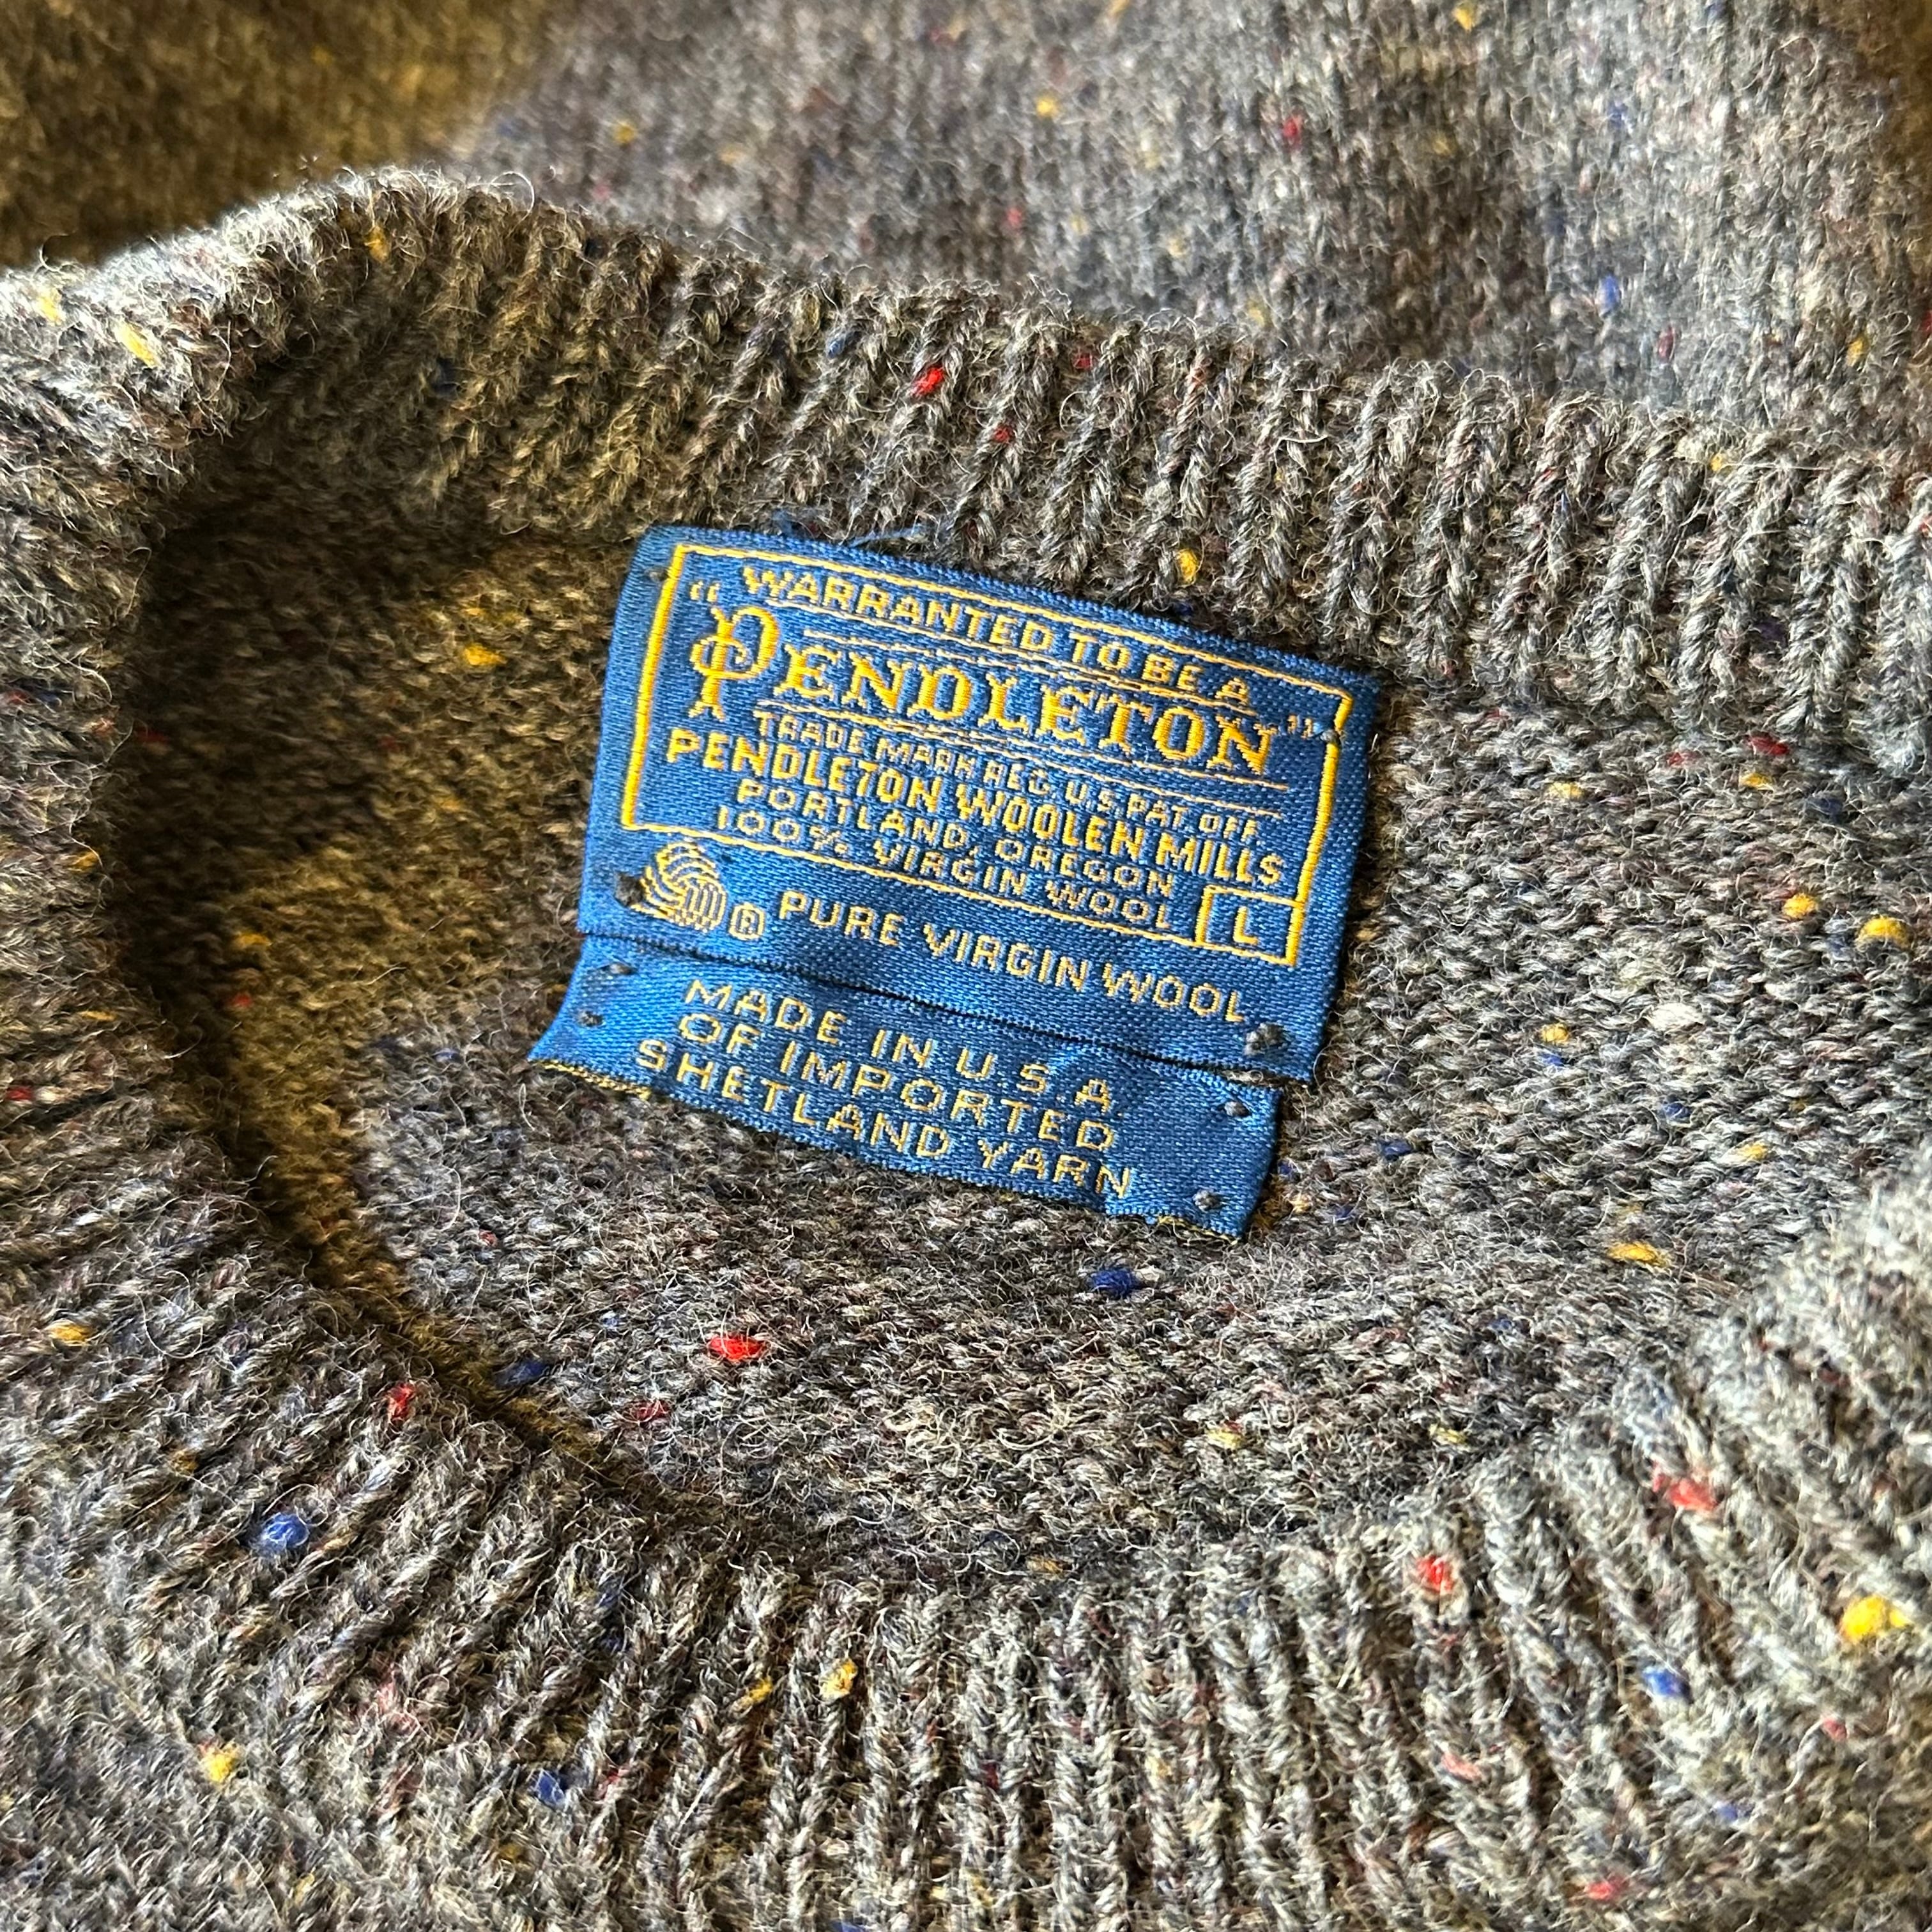 WARRANTED TO BE A
"PENDLETON"
TRADE MARK REG. U.S. PAT. OFF.
PENDLETON WOOLEN MILLS
PORTLAND, OREGON
100% VIRGIN WOOL
L
® PURE VIRGIN WOOL
MADE IN U.S.A.
OF IMPORTED
SHETLAND YARN